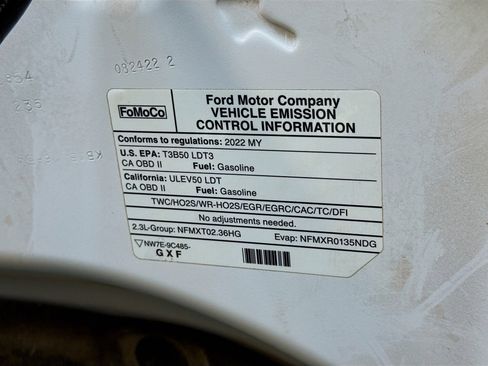 082422 2
854
235
FoMoCo
Ford Motor Company
VEHICLE EMISSION
CONTROL INFORMATION
Conforms to regulations: 2022 MY
U.S. EPA: T3B50 LDT3
CA OBD II Fuel: Gasoline
California: ULEV50 LDT
CA OBD II Fuel: Gasoline
TWC/HO2S/WR-HO2S/EGR/EGRC/CAC/TC/DFI
No adjustments needed.
2.3L-Group: NFMXT02.36HG Evap: NFMXR0135NDG
NW7E-9C485-
G X F